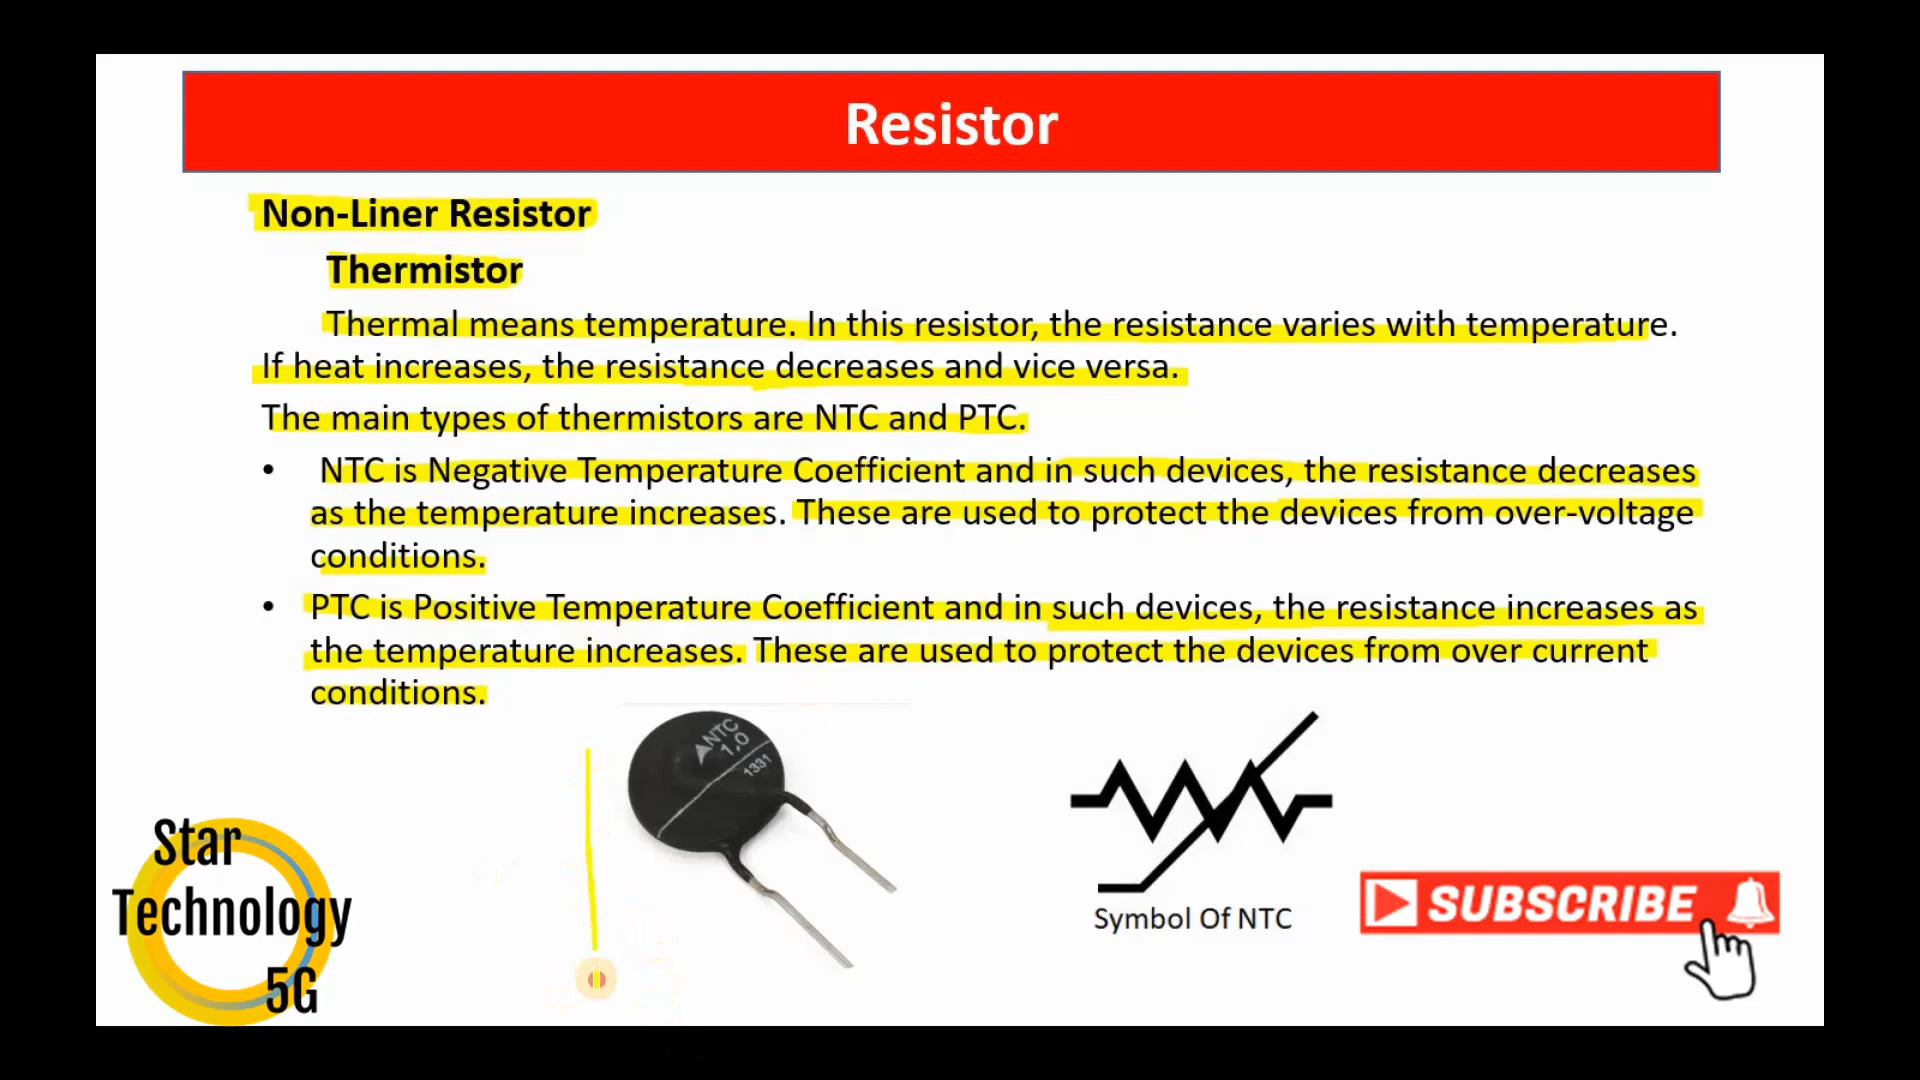 Resistor
Non-Liner Resistor
Thermistor
Thermal means temperature. In this resistor, the resistance varies with temperature.
If heat increases, the resistance decreases and vice versa.
The main types of thermistors are NTC and PTC.
• NTC is Negative Temperature Coefficient and in such devices, the resistance decreases
as the temperature increases. These are used to protect the devices from over-voltage
conditions.
• PTC is Positive Temperature Coefficient and in such devices, the resistance increases as
the temperature increases. These are used to protect the devices from over current
conditions.
NTC
1,0
1331
Symbol Of NTC
SUBSCRIBE
Star
Technology
5G